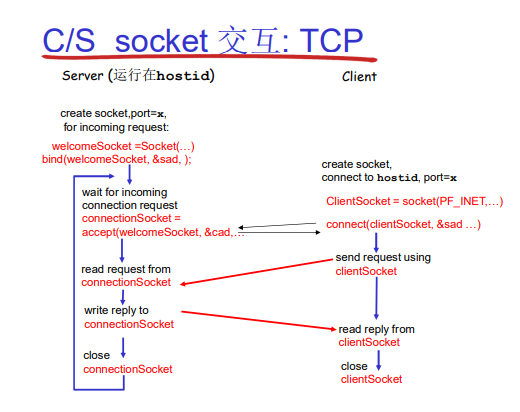 C/S socket 交互: TCP
Server (运行在hostid)
Client
create socket,port=x,
for incoming request:
welcomeSocket =Socket(…)
bind(welcomeSocket, &sad, );
wait for incoming
connection request
connectionSocket =
accept(welcomeSocket, &cad,…
read request from
connectionSocket
write reply to
connectionSocket
close
connectionSocket
create socket,
connect to hostid, port=x
ClientSocket = socket(PF_INET,…)
connect(clientSocket, &sad …)
send request using
clientSocket
read reply from
clientSocket
close
clientSocket